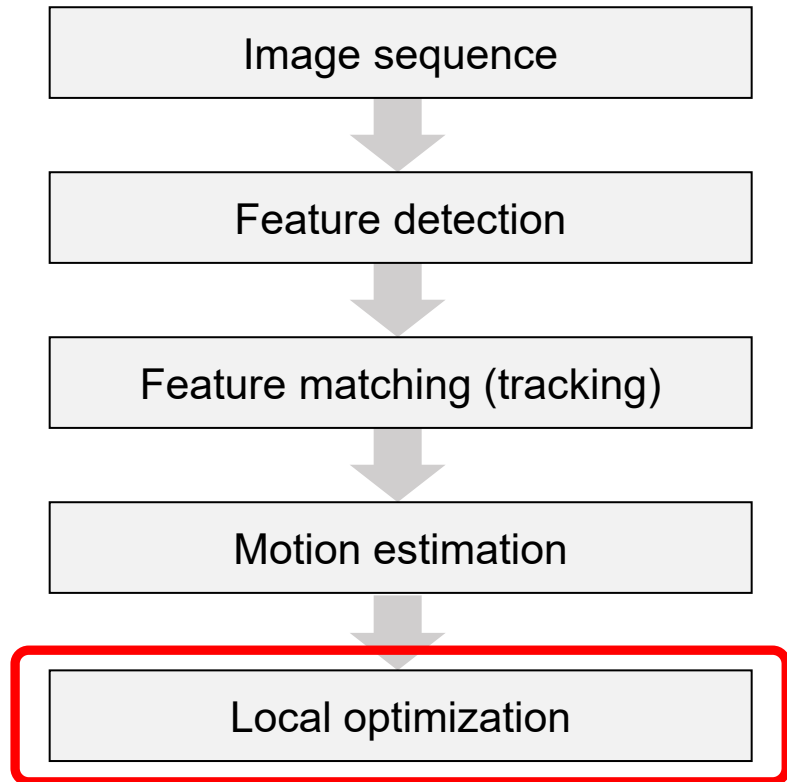 Image sequence
Feature detection
Feature matching (tracking)
Motion estimation
Local optimization